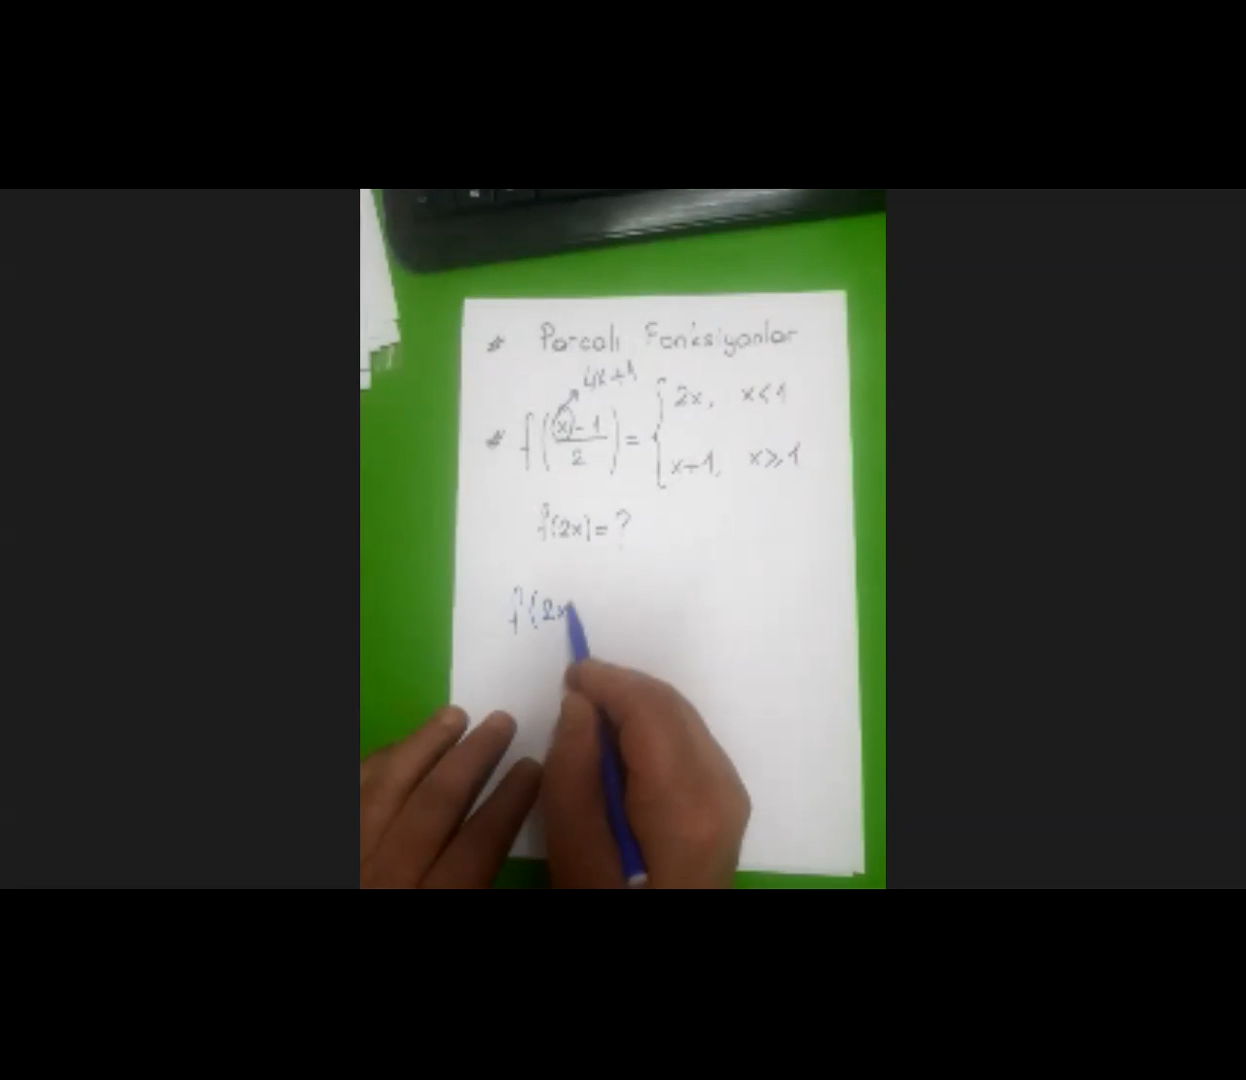 * Parçalı Fonksiyonlar
4x+1
* f((x-1)/2) = { 2x, x<1
x+1, x≥1
f(2x)=?
f(2x